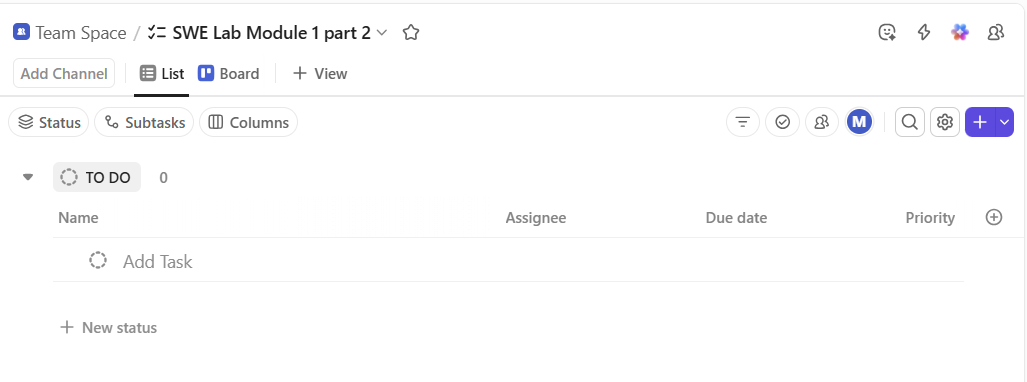 Team Space / SWE Lab Module 1 part 2
Add Channel List Board + View
Status Subtasks Columns M
TO DO 0
Name Assignee Due date Priority
Add Task
+ New status